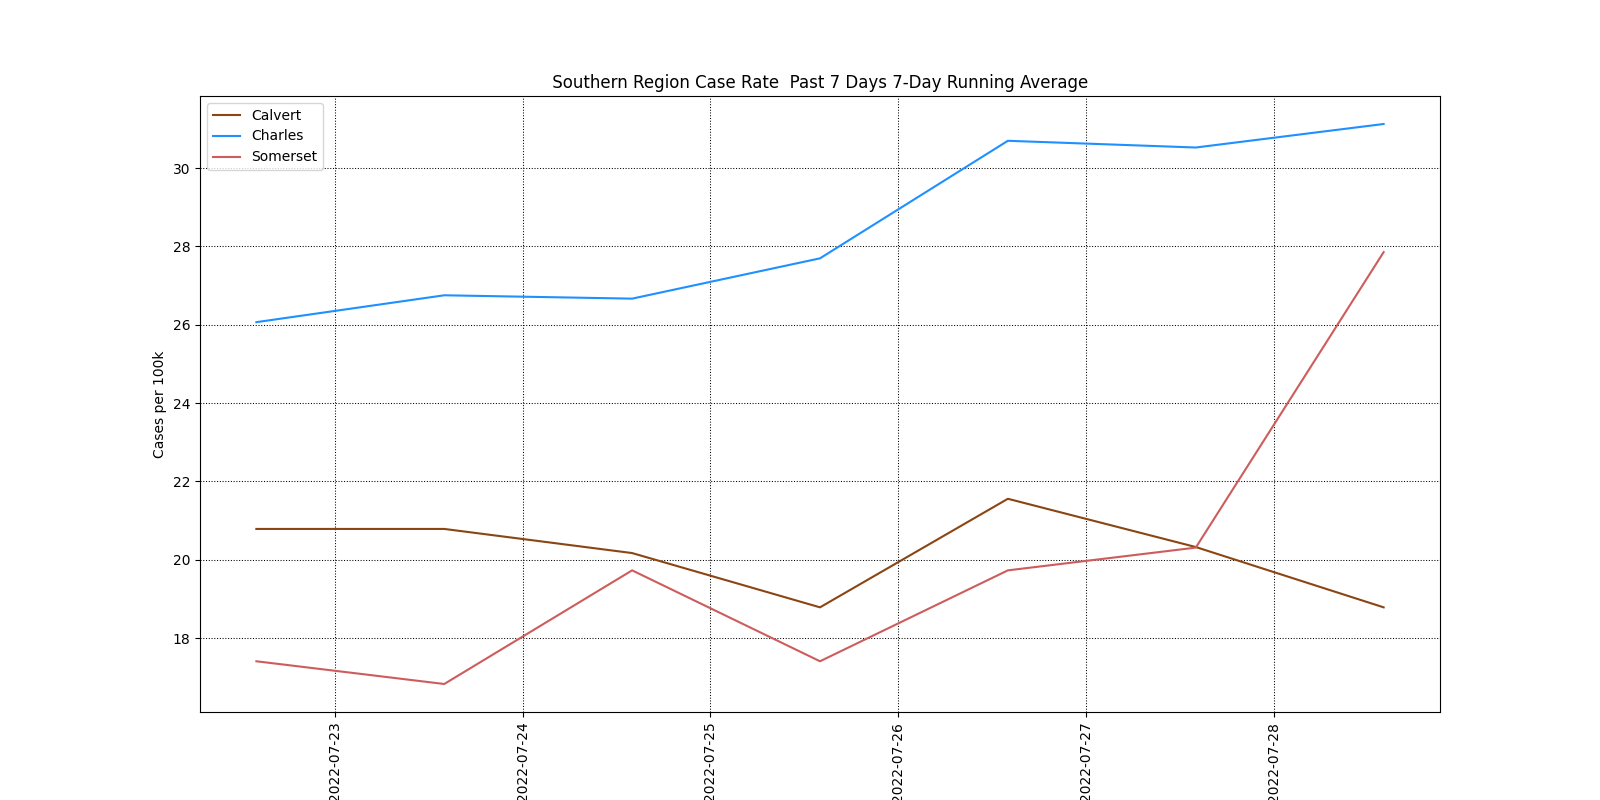 Southern Region Case Rate  Past 7 Days 7-Day Running Average
Calvert
Charles
Somerset
Cases per 100k
30
28
26
24
22
20
18
2022-07-23
2022-07-24
2022-07-25
2022-07-26
2022-07-27
2022-07-28